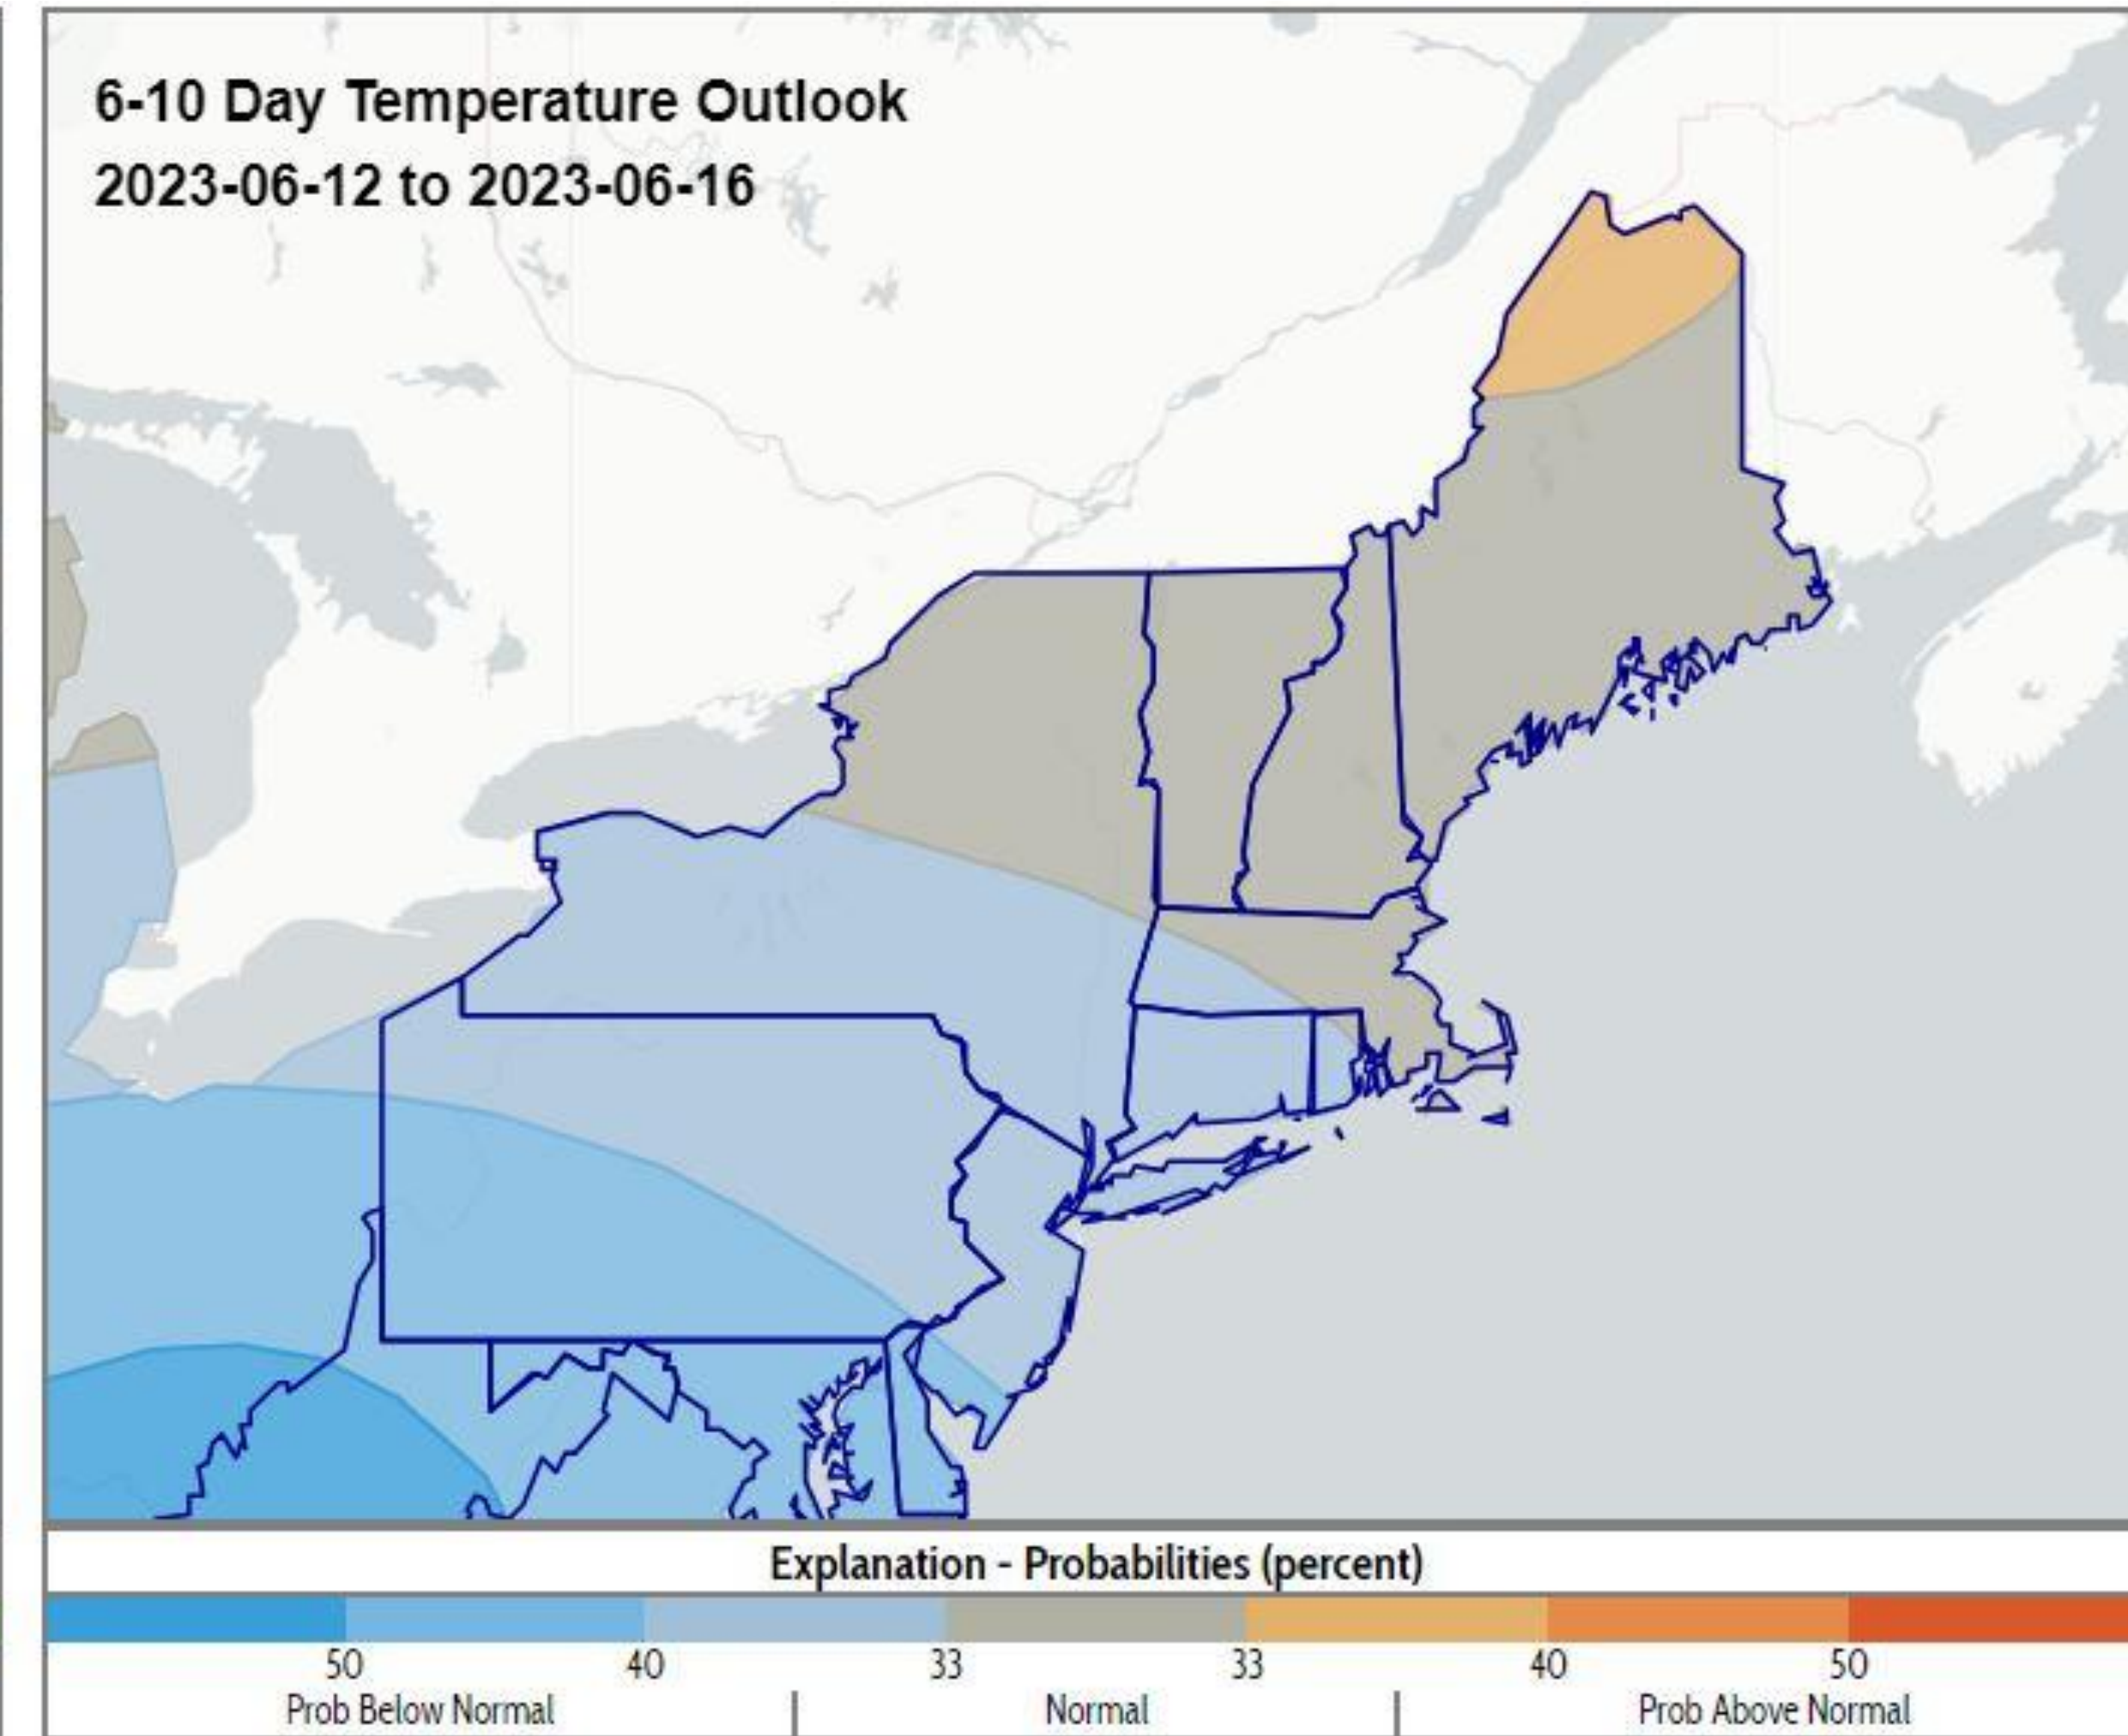 6-10 Day Temperature Outlook
2023-06-12 to 2023-06-16
Explanation - Probabilities (percent)
50 40 33 33 40 50
Prob Below Normal | Normal | Prob Above Normal